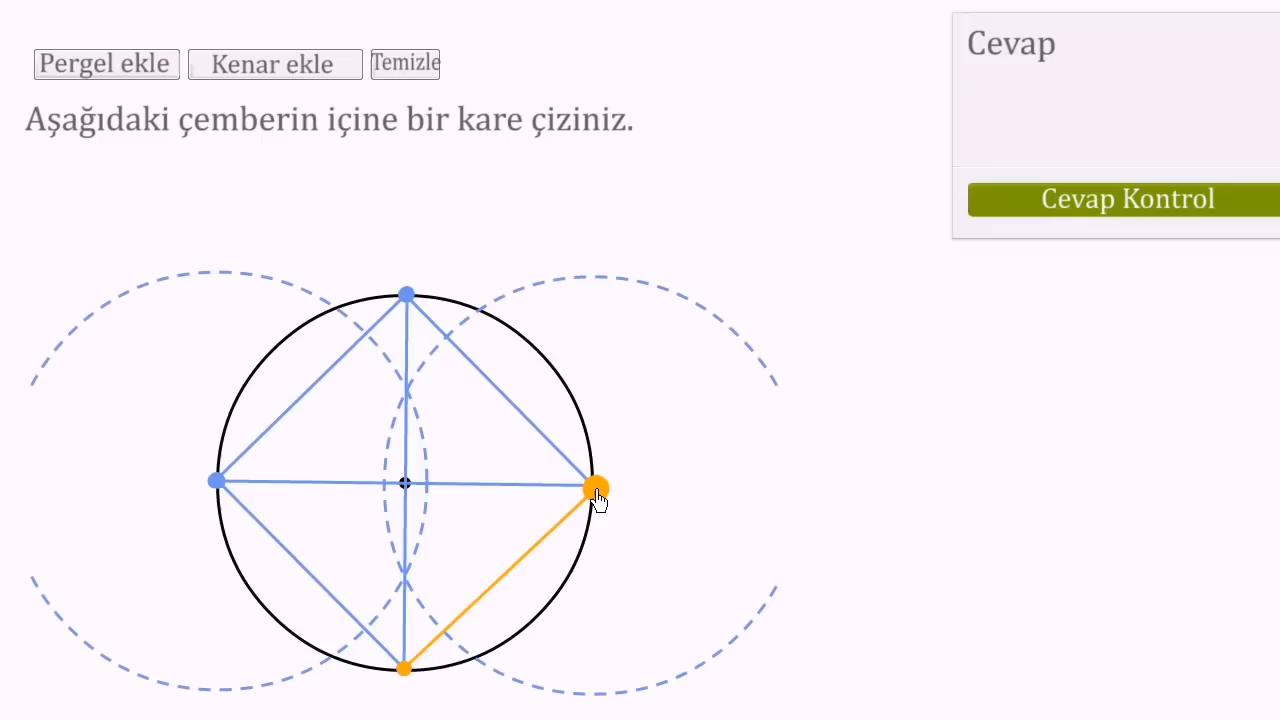 Pergel ekle Kenar ekle Temizle
Aşağıdaki çemberin içine bir kare çiziniz.
Cevap
Cevap Kontrol